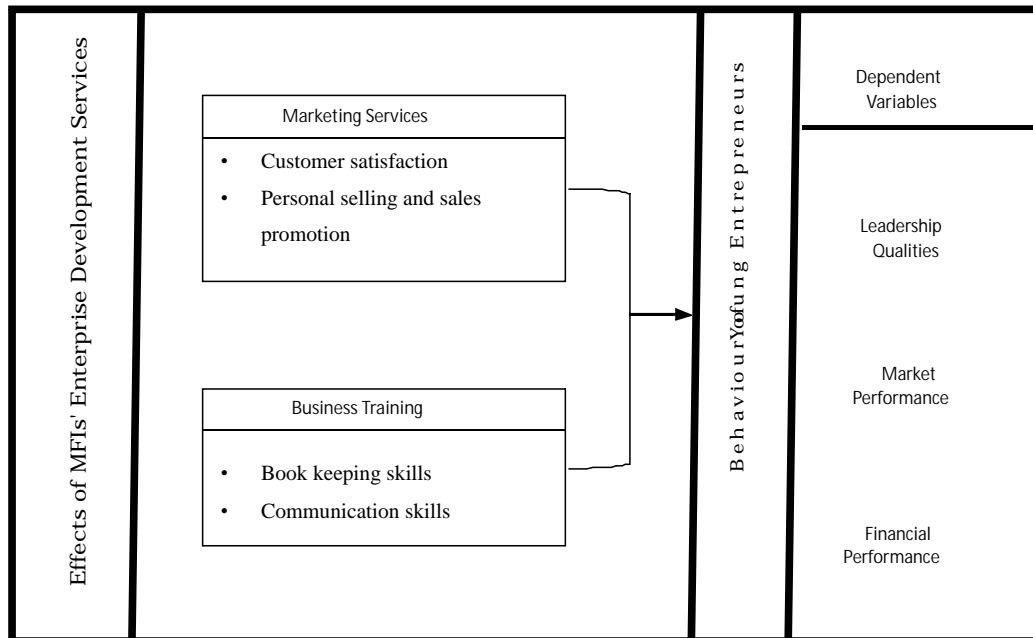 Effects of MFIs' Enterprise Development Services
Marketing Services
• Customer satisfaction
• Personal selling and sales
promotion
Business Training
• Book keeping skills
• Communication skills
Behaviour of Young Entrepreneurs
Dependent
Variables
Leadership
Qualities
Market
Performance
Financial
Performance